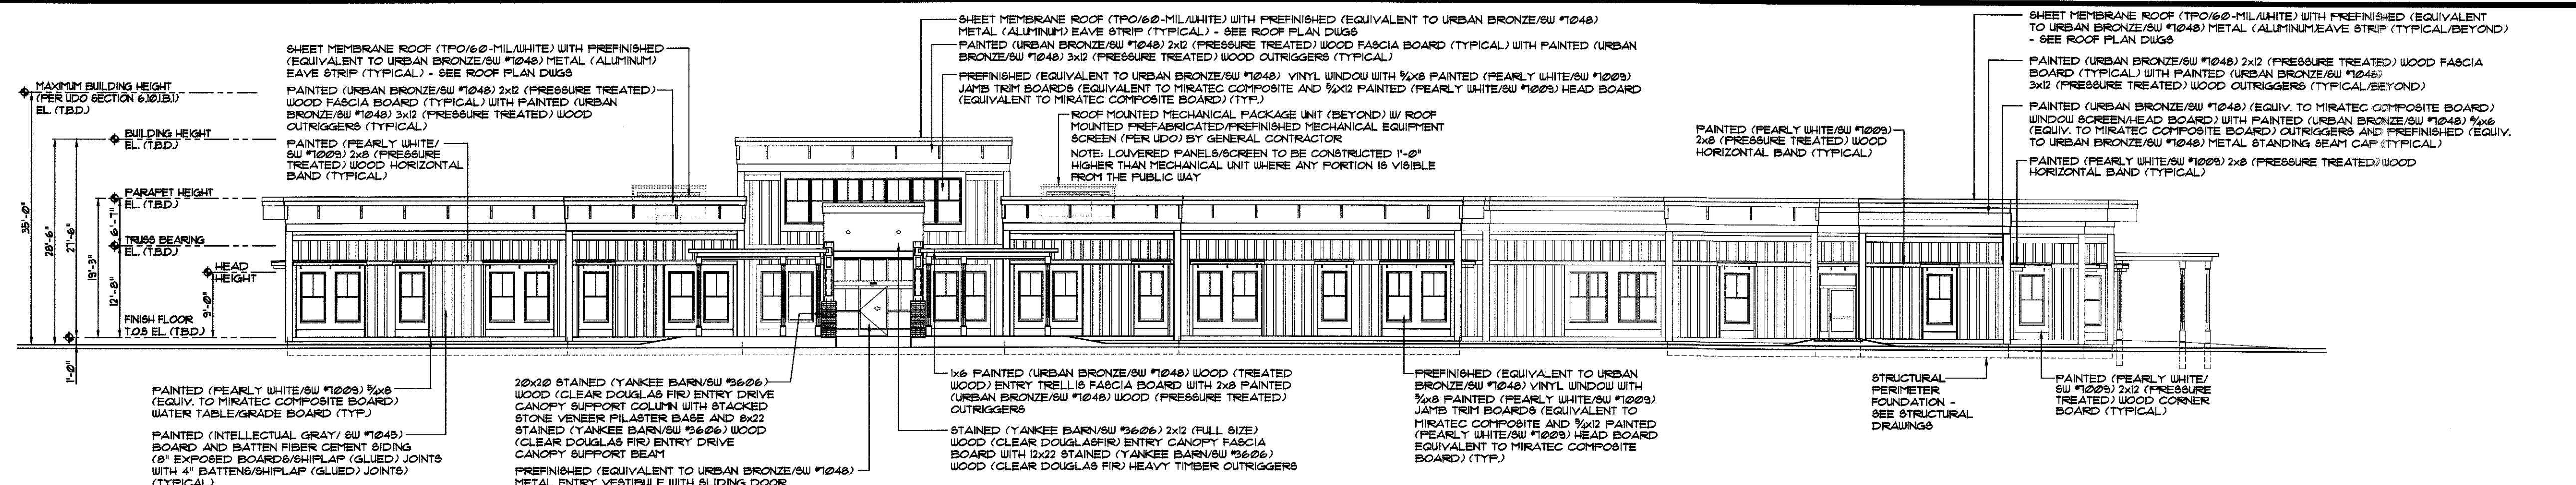 SHEET MEMBRANE ROOF (TPO/60-MIL/WHITE) WITH PREFINISHED
(EQUIVALENT TO URBAN BRONZE/SW #7048) METAL (ALUMINUM)
EAVE STRIP (TYPICAL) - SEE ROOF PLAN DWGS
MAXIMUM BUILDING HEIGHT
(PER UDO SECTION 6.10.B.1)
EL. (T.B.D.)
PAINTED (URBAN BRONZE/SW #7048) 2x12 (PRESSURE TREATED)
WOOD FASCIA BOARD (TYPICAL) WITH PAINTED (URBAN
BRONZE/SW #7048) 3x12 (PRESSURE TREATED) WOOD
OUTRIGGERS (TYPICAL)
BUILDING HEIGHT
EL. (T.B.D.)
PAINTED (PEARLY WHITE/
SW #7009) 2x8 (PRESSURE
TREATED) WOOD HORIZONTAL
BAND (TYPICAL)
PARAPET HEIGHT
EL. (T.B.D.)
TRUSS BEARING
EL. (T.B.D.)
HEAD
HEIGHT
FINISH FLOOR
T.O.S EL. (T.B.D.)
35'-0"
28'-6"
27'-6"
19'-3"
6'-7"
12'-8"
9'-0"
1'-0"
SHEET MEMBRANE ROOF (TPO/60-MIL/WHITE) WITH PREFINISHED (EQUIVALENT TO URBAN BRONZE/SW #7048)
METAL (ALUMINUM) EAVE STRIP (TYPICAL) - SEE ROOF PLAN DWGS
PAINTED (URBAN BRONZE/SW #7048) 2x12 (PRESSURE TREATED) WOOD FASCIA BOARD (TYPICAL) WITH PAINTED (URBAN
BRONZE/SW #7048) 3x12 (PRESSURE TREATED) WOOD OUTRIGGERS (TYPICAL)
PREFINISHED (EQUIVALENT TO URBAN BRONZE/SW #7048) VINYL WINDOW WITH 5/4x8 PAINTED (PEARLY WHITE/SW #7009)
JAMB TRIM BOARDS (EQUIVALENT TO MIRATEC COMPOSITE AND 5/4x12 PAINTED (PEARLY WHITE/SW #7009) HEAD BOARD
(EQUIVALENT TO MIRATEC COMPOSITE BOARD) (TYP.)
ROOF MOUNTED MECHANICAL PACKAGE UNIT (BEYOND) W/ ROOF
MOUNTED PREFABRICATED/PREFINISHED MECHANICAL EQUIPMENT
SCREEN (PER UDO) BY GENERAL CONTRACTOR
NOTE: LOUVERED PANELS/SCREEN TO BE CONSTRUCTED 1'-0"
HIGHER THAN MECHANICAL UNIT WHERE ANY PORTION IS VISIBLE
FROM THE PUBLIC WAY
PAINTED (PEARLY WHITE/SW #7009)
2x8 (PRESSURE TREATED) WOOD
HORIZONTAL BAND (TYPICAL)
SHEET MEMBRANE ROOF (TPO/60-MIL/WHITE) WITH PREFINISHED (EQUIVALENT
TO URBAN BRONZE/SW #7048) METAL (ALUMINUM)EAVE STRIP (TYPICAL/BEYOND)
- SEE ROOF PLAN DWGS
PAINTED (URBAN BRONZE/SW #7048) 2x12 (PRESSURE TREATED) WOOD FASCIA
BOARD (TYPICAL) WITH PAINTED (URBAN BRONZE/SW #7048)
3x12 (PRESSURE TREATED) WOOD OUTRIGGERS (TYPICAL/BEYOND)
PAINTED (URBAN BRONZE/SW #7048) (EQUIV. TO MIRATEC COMPOSITE BOARD)
WINDOW SCREEN/HEAD BOARD) WITH PAINTED (URBAN BRONZE/SW #7048) 5/4x6
(EQUIV. TO MIRATEC COMPOSITE BOARD) OUTRIGGERS AND PREFINISHED (EQUIV.
TO URBAN BRONZE/SW #7048) METAL STANDING SEAM CAP (TYPICAL)
PAINTED (PEARLY WHITE/SW #7009) 2x8 (PRESSURE TREATED) WOOD
HORIZONTAL BAND (TYPICAL)
PAINTED (PEARLY WHITE/SW #7009) 5/4x8
(EQUIV. TO MIRATEC COMPOSITE BOARD)
WATER TABLE/GRADE BOARD (TYP.)
PAINTED (INTELLECTUAL GRAY/ SW #7045)
BOARD AND BATTEN FIBER CEMENT SIDING
(8" EXPOSED BOARDS/SHIPLAP (GLUED) JOINTS
WITH 4" BATTENS/SHIPLAP (GLUED) JOINTS)
(TYPICAL)
20x20 STAINED (YANKEE BARN/SW #3606)
WOOD (CLEAR DOUGLAS FIR) ENTRY DRIVE
CANOPY SUPPORT COLUMN WITH STACKED
STONE VENEER PILASTER BASE AND 8x22
STAINED (YANKEE BARN/SW #3606) WOOD
(CLEAR DOUGLAS FIR) ENTRY DRIVE
CANOPY SUPPORT BEAM
PREFINISHED (EQUIVALENT TO URBAN BRONZE/SW #7048)
METAL ENTRY VESTIBULE WITH SLIDING DOOR
1x6 PAINTED (URBAN BRONZE/SW #7048) WOOD (TREATED
WOOD) ENTRY TRELLIS FASCIA BOARD WITH 2x8 PAINTED
(URBAN BRONZE/SW #7048) WOOD (PRESSURE TREATED)
OUTRIGGERS
STAINED (YANKEE BARN/SW #3606) 2x12 (FULL SIZE)
WOOD (CLEAR DOUGLASFIR) ENTRY CANOPY FASCIA
BOARD WITH 12x22 STAINED (YANKEE BARN/SW #3606)
WOOD (CLEAR DOUGLAS FIR) HEAVY TIMBER OUTRIGGERS
PREFINISHED (EQUIVALENT TO URBAN
BRONZE/SW #7048) VINYL WINDOW WITH
5/4x8 PAINTED (PEARLY WHITE/SW #7009)
JAMB TRIM BOARDS (EQUIVALENT TO
MIRATEC COMPOSITE AND 5/4x12 PAINTED
(PEARLY WHITE/SW #7009) HEAD BOARD
EQUIVALENT TO MIRATEC COMPOSITE
BOARD) (TYP.)
STRUCTURAL
PERIMETER
FOUNDATION -
SEE STRUCTURAL
DRAWINGS
PAINTED (PEARLY WHITE/
SW #7009) 2x12 (PRESSURE
TREATED) WOOD CORNER
BOARD (TYPICAL)